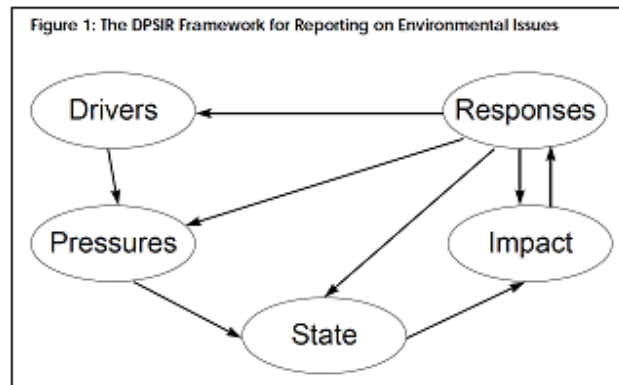 Figure 1: The DPSIR Framework for Reporting on Environmental Issues
Drivers
Responses
Pressures
Impact
State